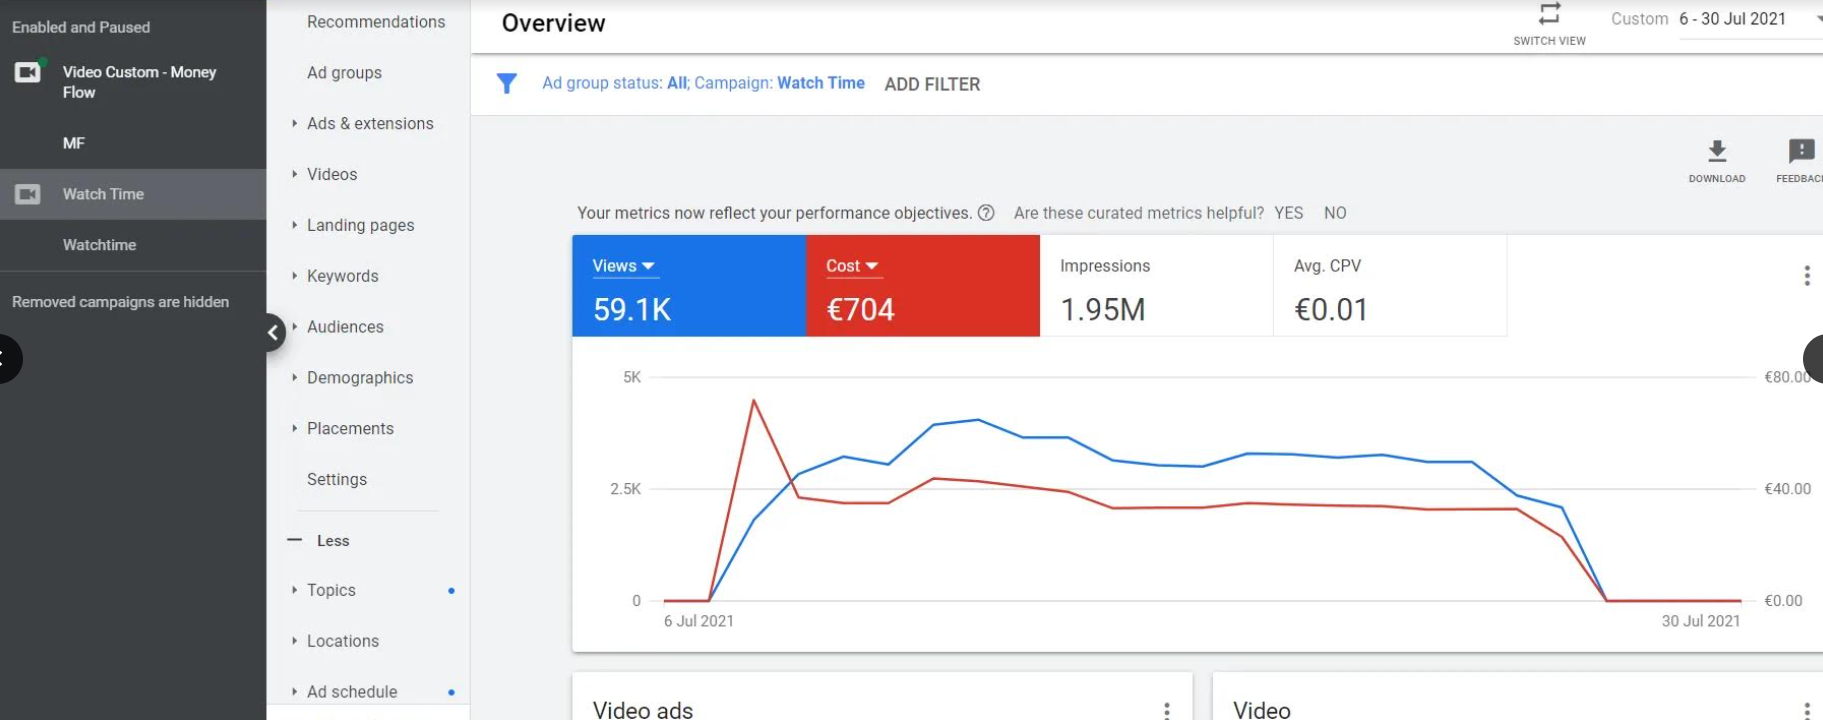 Enabled and Paused
Video Custom - Money
Flow
MF
Watch Time
Watchtime
Removed campaigns are hidden
Recommendations
Ad groups
Ads & extensions
Videos
Landing pages
Keywords
Audiences
Demographics
Placements
Settings
Less
Topics
Locations
Ad schedule
Overview
SWITCH VIEW
Custom 6 - 30 Jul 2021
Ad group status: All; Campaign: Watch Time ADD FILTER
DOWNLOAD
FEEDBAC
Your metrics now reflect your performance objectives. Are these curated metrics helpful? YES NO
Views
59.1K
Cost
€704
Impressions
1.95M
Avg. CPV
€0.01
5K
€80.00
2.5K
€40.00
0
€0.00
6 Jul 2021
30 Jul 2021
Video ads
Video